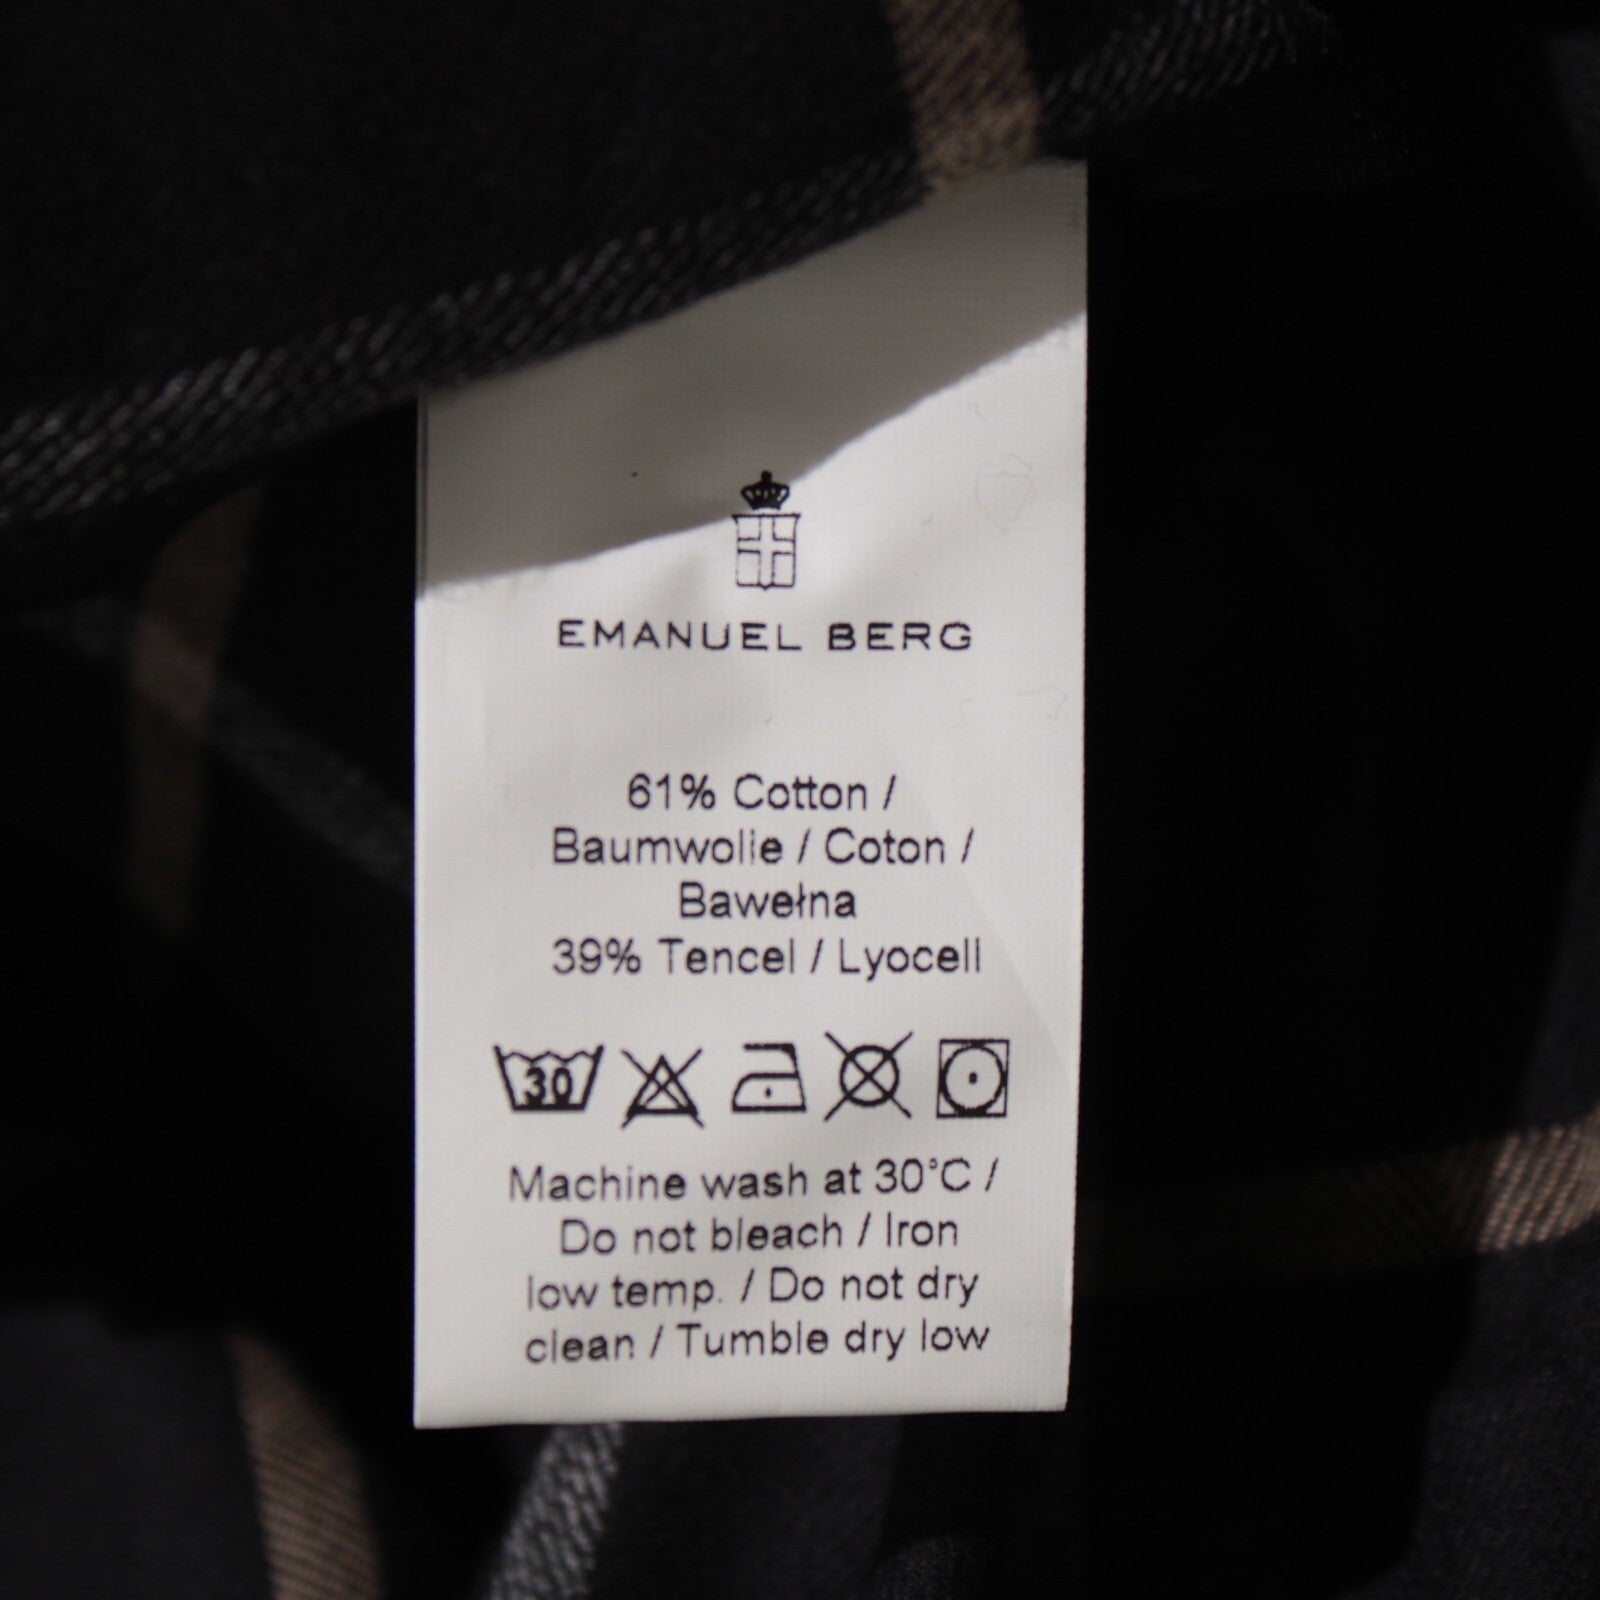 EMANUEL BERG
61% Cotton /
Baumwolle / Coton /
Bawełna
39% Tencel / Lyocell
30
Machine wash at 30°C /
Do not bleach / Iron
low temp. / Do not dry
clean / Tumble dry low